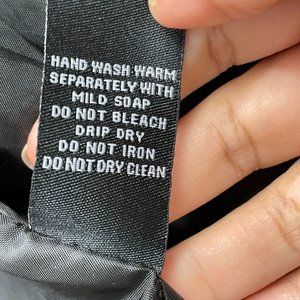 HAND WASH WARM
SEPARATELY WITH
MILD SOAP
DO NOT BLEACH
DRIP DRY
DO NOT IRON
DO NOT DRY CLEAN